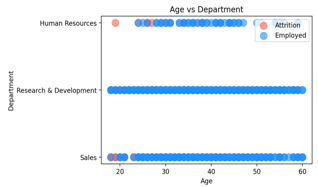 Age vs Department
Attrition
Employed
Human Resources
Research & Development
Sales
Department
20
30
40
50
60
Age